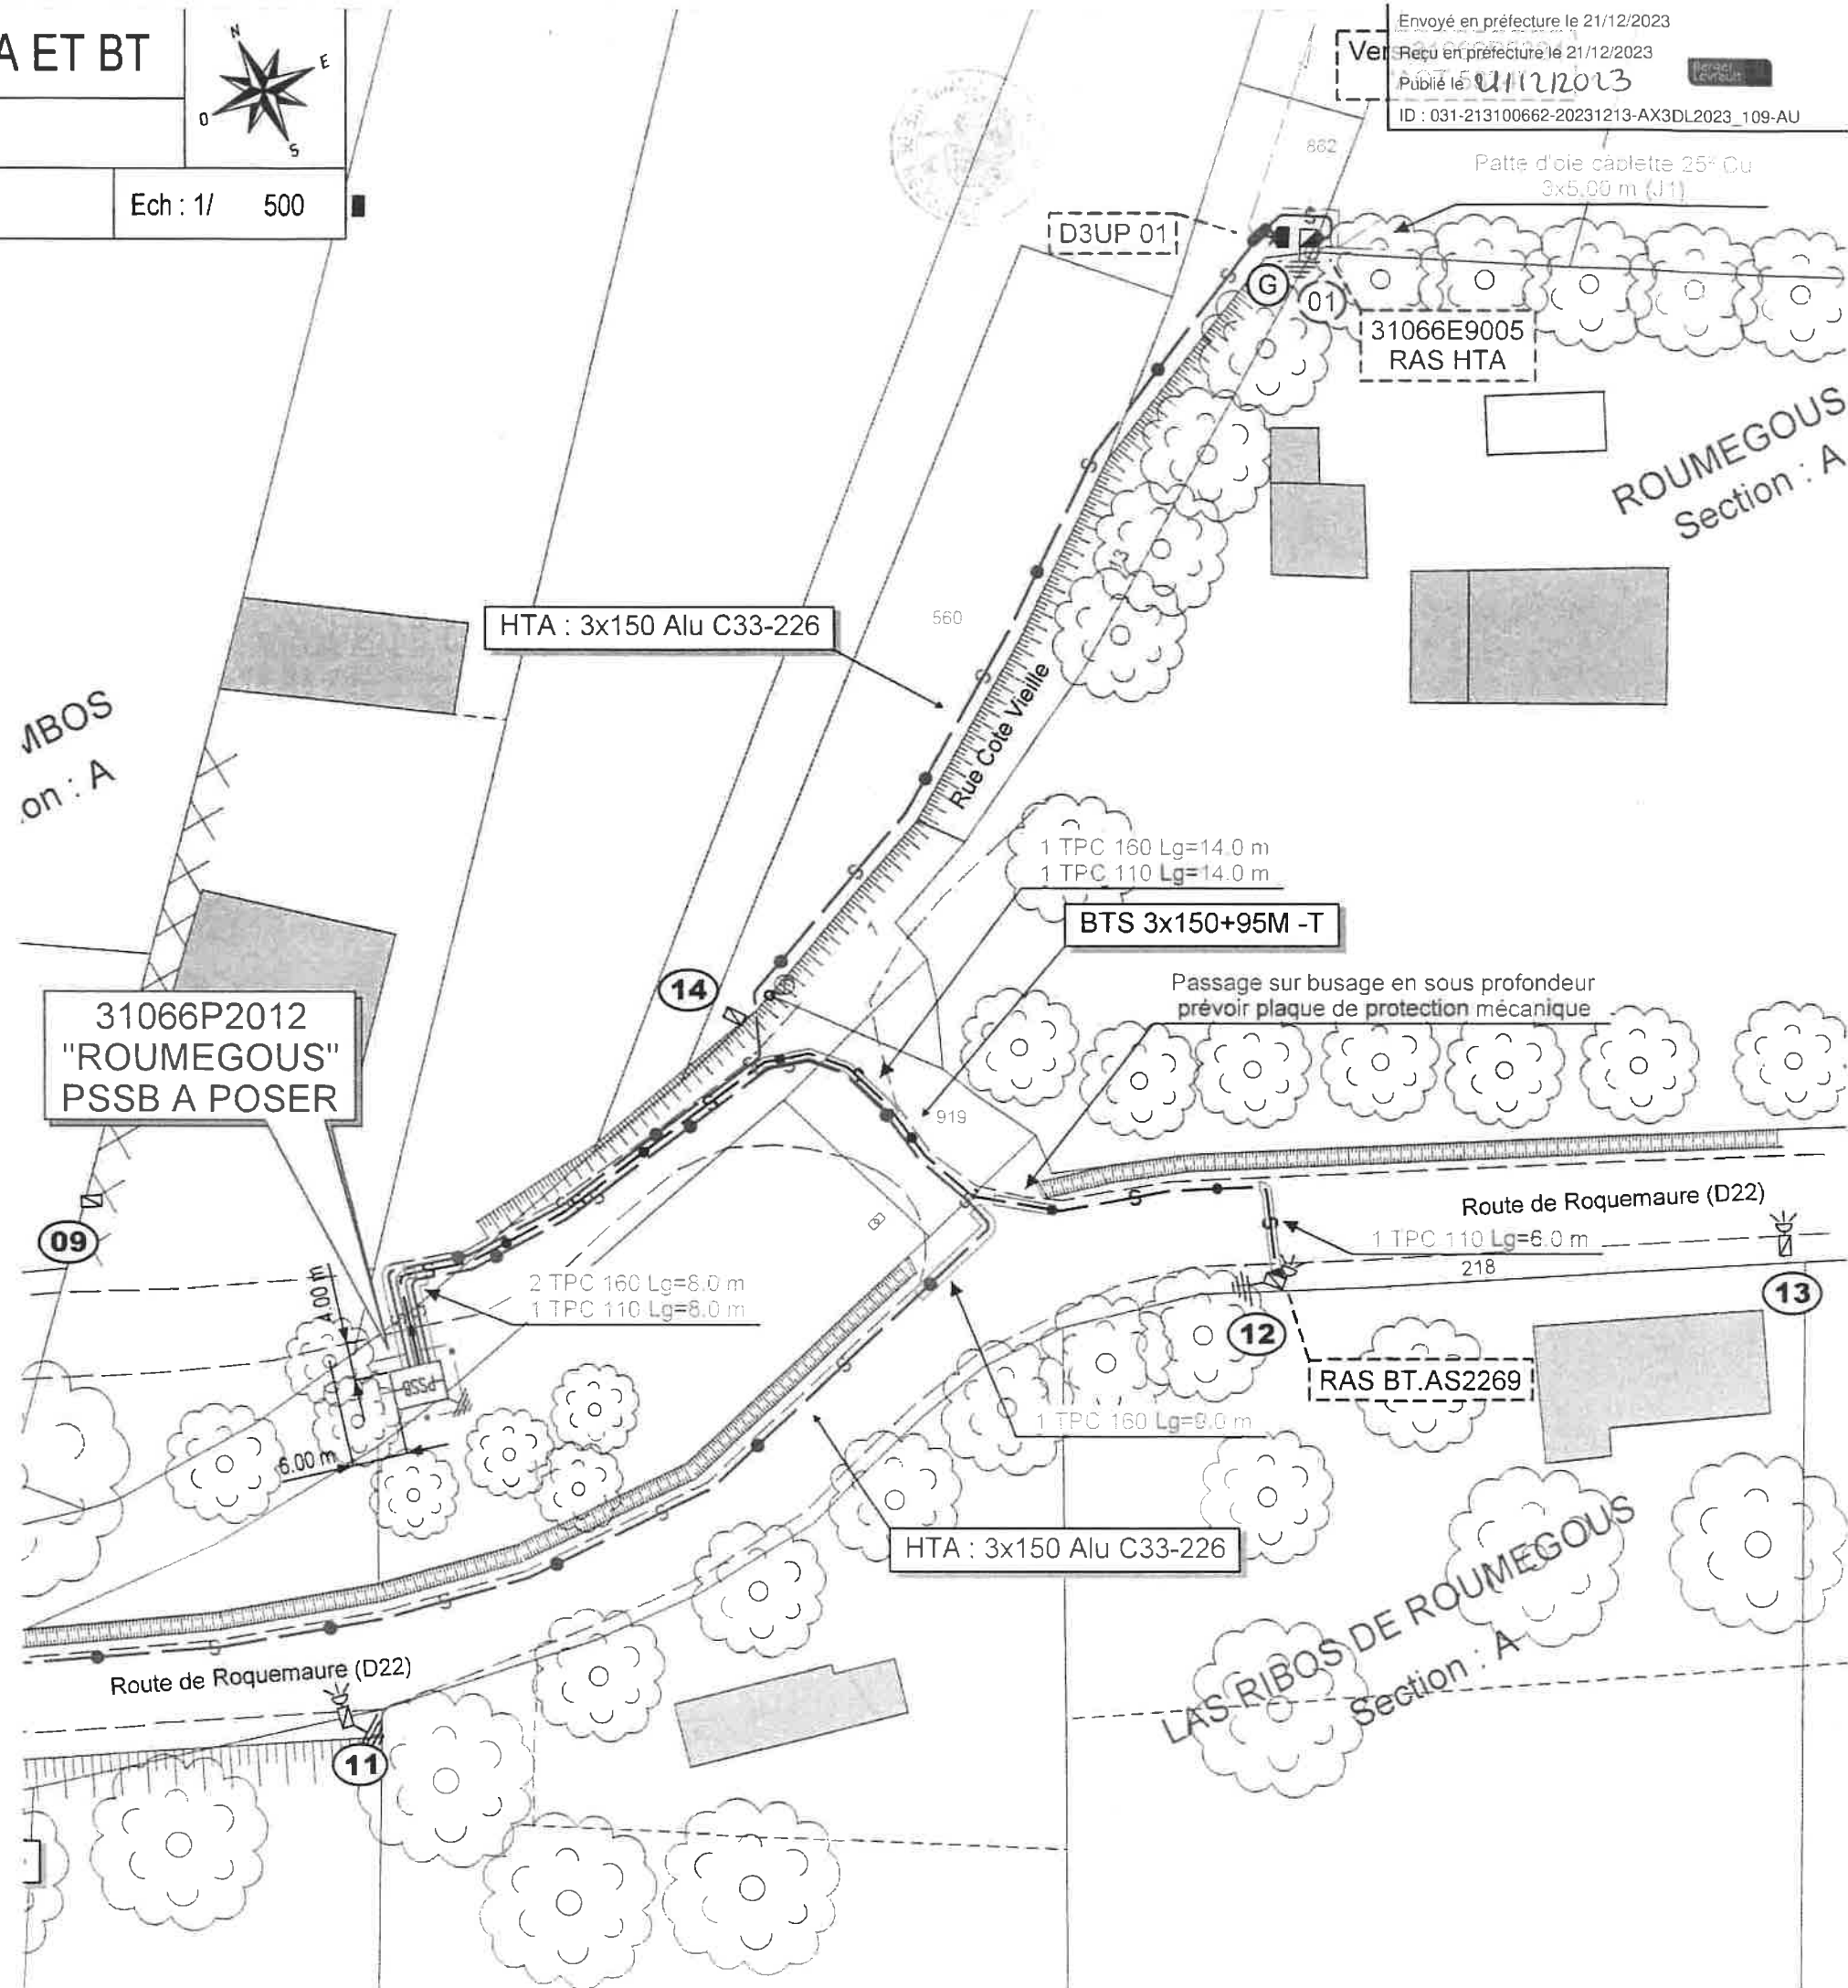 A ET BT
N
E
O
S
Ech : 1/ 500
Envoyé en préfecture le 21/12/2023
Reçu en préfecture le 21/12/2023
Publié le 21/12/2023
ID : 031-213100662-20231213-AX3DL2023_109-AU
Berger
Levrault
Vers
882
Patte d'oie cablette 25² Cu
3x5,00 m (J1)
D3UP 01
G
01
31066E9005
RAS HTA
ROUMEGOUS
Section : A
HTA : 3x150 Alu C33-226
560
13
Rue Cote Vieille
MBOS
on : A
1 TPC 160 Lg=14.0 m
1 TPC 110 Lg=14.0 m
BTS 3x150+95M -T
Passage sur busage en sous profondeur
prévoir plaque de protection mécanique
14
31066P2012
"ROUMEGOUS"
PSSB A POSER
919
09
Route de Roquemaure (D22)
1 TPC 110 Lg=6.0 m
218
13
2 TPC 160 Lg=8.0 m
1 TPC 110 Lg=8.0 m
4.00 m
12
RAS BT.AS2269
PSSB
1 TPC 160 Lg=9.0 m
6.00 m
HTA : 3x150 Alu C33-226
LAS RIBOS DE ROUMEGOUS
Section : A
Route de Roquemaure (D22)
11